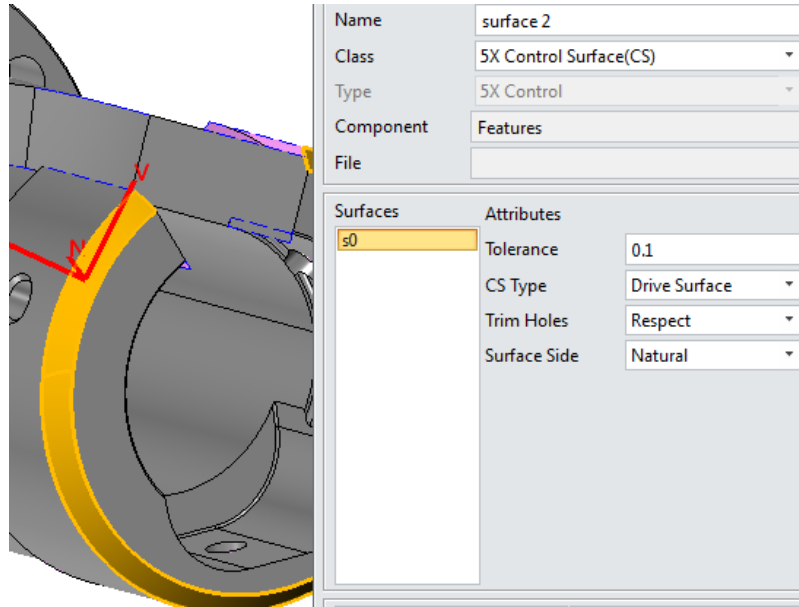 Name surface 2
Class 5X Control Surface(CS)
Type 5X Control
Component Features
File
Surfaces Attributes
s0
Tolerance 0.1
CS Type Drive Surface
Trim Holes Respect
Surface Side Natural
V
N